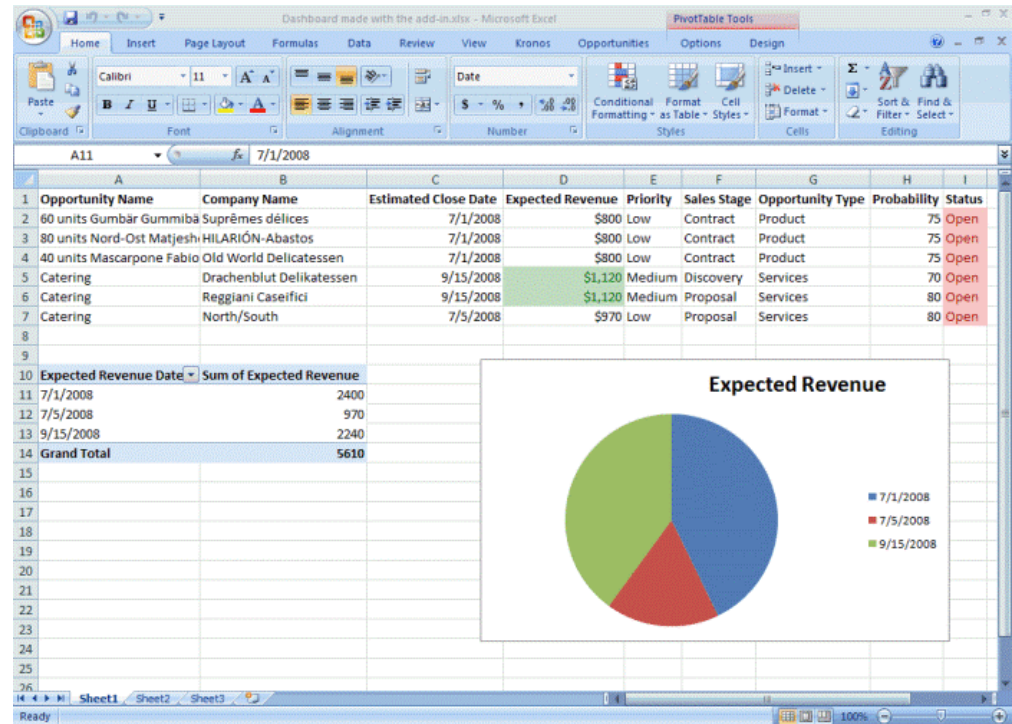 Dashboard made with the add-in.xlsx - Microsoft Excel PivotTable Tools
Home Insert Page Layout Formulas Data Review View Kronos Opportunities Options Design
Paste Calibri 11 A A Date Conditional Formatting Format as Table Cell Styles Insert Delete Format Σ Sort & Filter Find & Select
B I U A $ % ,
Clipboard Font Alignment Number Styles Cells Editing
A11 fx 7/1/2008
A B C D E F G H I
1 Opportunity Name Company Name Estimated Close Date Expected Revenue Priority Sales Stage Opportunity Type Probability Status
2 60 units Gumbär Gummibä Suprêmes délices 7/1/2008 $800 Low Contract Product 75 Open
3 80 units Nord-Ost Matjesh HILARIÓN-Abastos 7/1/2008 $800 Low Contract Product 75 Open
4 40 units Mascarpone Fabio Old World Delicatessen 7/1/2008 $800 Low Contract Product 75 Open
5 Catering Drachenblut Delikatessen 9/15/2008 $1,120 Medium Discovery Services 70 Open
6 Catering Reggiani Caseifici 9/15/2008 $1,120 Medium Proposal Services 80 Open
7 Catering North/South 7/5/2008 $970 Low Proposal Services 80 Open
8
9
10 Expected Revenue Date Sum of Expected Revenue
11 7/1/2008 2400
12 7/5/2008 970
13 9/15/2008 2240
14 Grand Total 5610
15
16
17
18
19
20
21
22
23
24
25
26
Expected Revenue
7/1/2008
7/5/2008
9/15/2008
Sheet1 Sheet2 Sheet3
Ready 100%